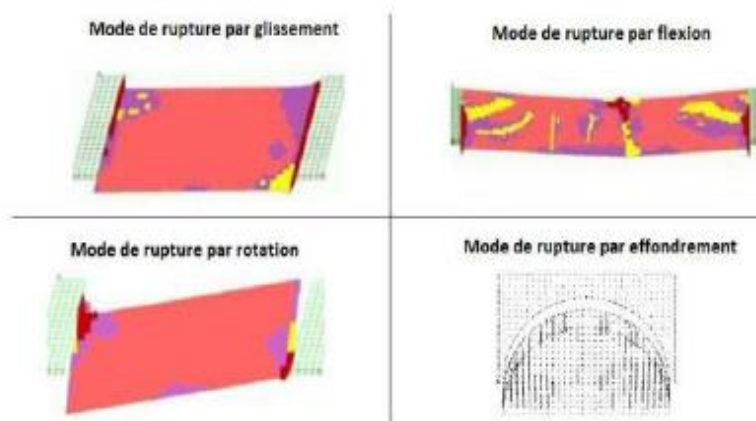 Mode de rupture par glissement
Mode de rupture par flexion
Mode de rupture par rotation
Mode de rupture par effondrement